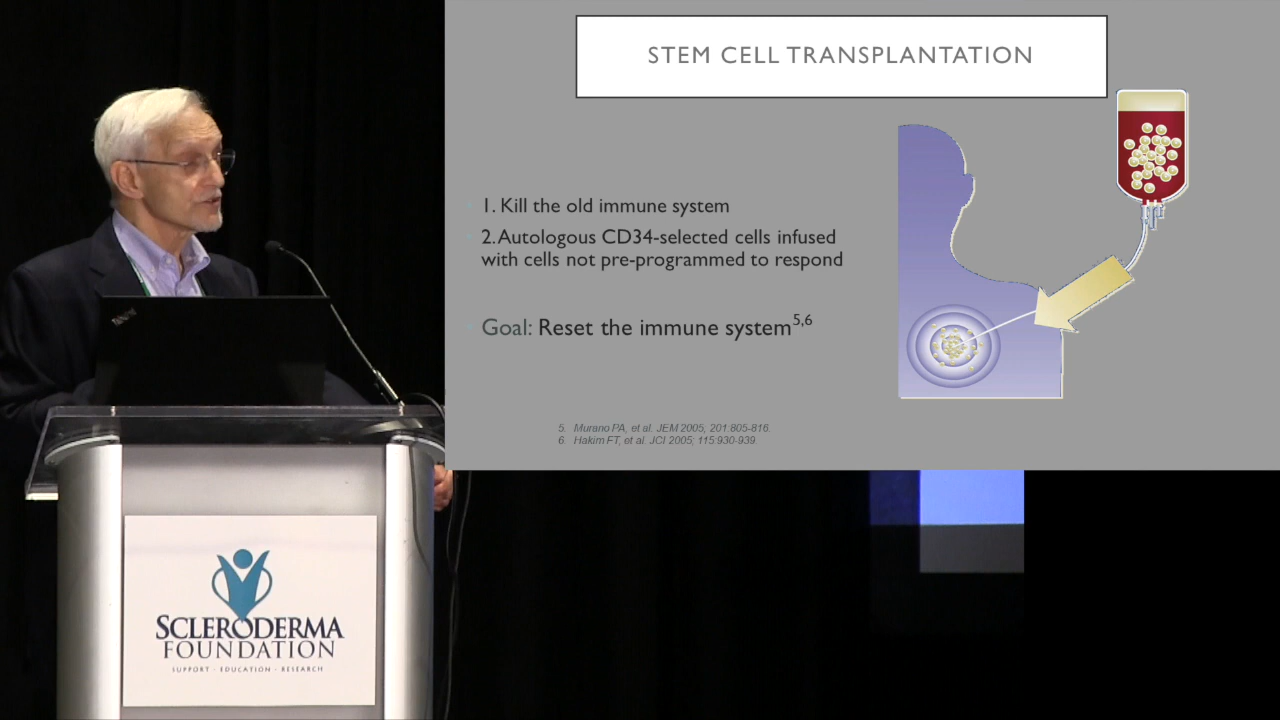 STEM CELL TRANSPLANTATION
1. Kill the old immune system
2. Autologous CD34-selected cells infused
with cells not pre-programmed to respond
Goal: Reset the immune system5,6
5. Murano PA, et al. JEM 2005; 201:805-816.
6. Hakim FT, et al. JCI 2005; 115:930-939.
ThinkPad
SCLERODERMA
FOUNDATION
SUPPORT · EDUCATION · RESEARCH